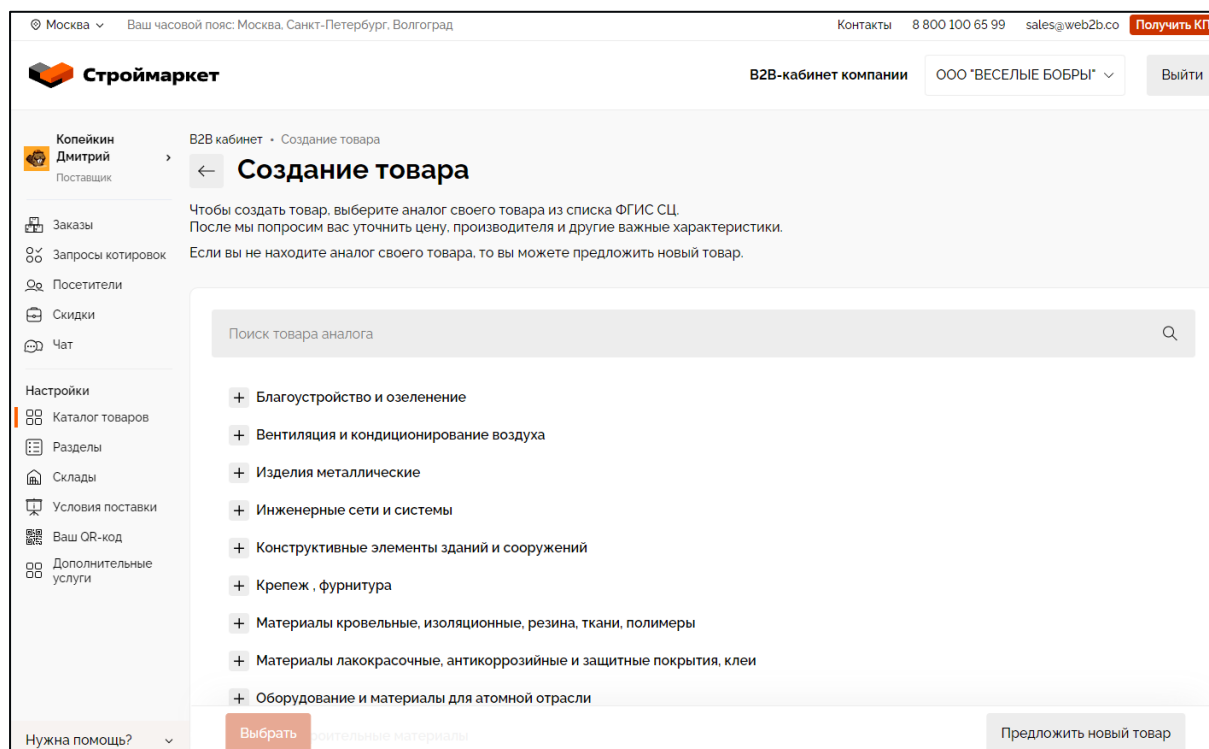 Москва
Ваш часовой пояс: Москва, Санкт-Петербург, Волгоград
Контакты
8 800 100 65 99
sales@web2b.co
Получить КП
Строймаркет
B2B-кабинет компании
ООО "ВЕСЕЛЫЕ БОБРЫ"
Выйти
Копейкин
Дмитрий
Поставщик
Заказы
Запросы котировок
Посетители
Скидки
Чат
Настройки
Каталог товаров
Разделы
Склады
Условия поставки
Ваш QR-код
Дополнительные
услуги
Нужна помощь?
B2B кабинет • Создание товара
Создание товара
Чтобы создать товар, выберите аналог своего товара из списка ФГИС СЦ.
После мы попросим вас уточнить цену, производителя и другие важные характеристики.
Если вы не находите аналог своего товара, то вы можете предложить новый товар.
Поиск товара аналога
Благоустройство и озеленение
Вентиляция и кондиционирование воздуха
Изделия металлические
Инженерные сети и системы
Конструктивные элементы зданий и сооружений
Крепеж , фурнитура
Материалы кровельные, изоляционные, резина, ткани, полимеры
Материалы лакокрасочные, антикоррозийные и защитные покрытия, клеи
Оборудование и материалы для атомной отрасли
материалы
Выбрать
Предложить новый товар